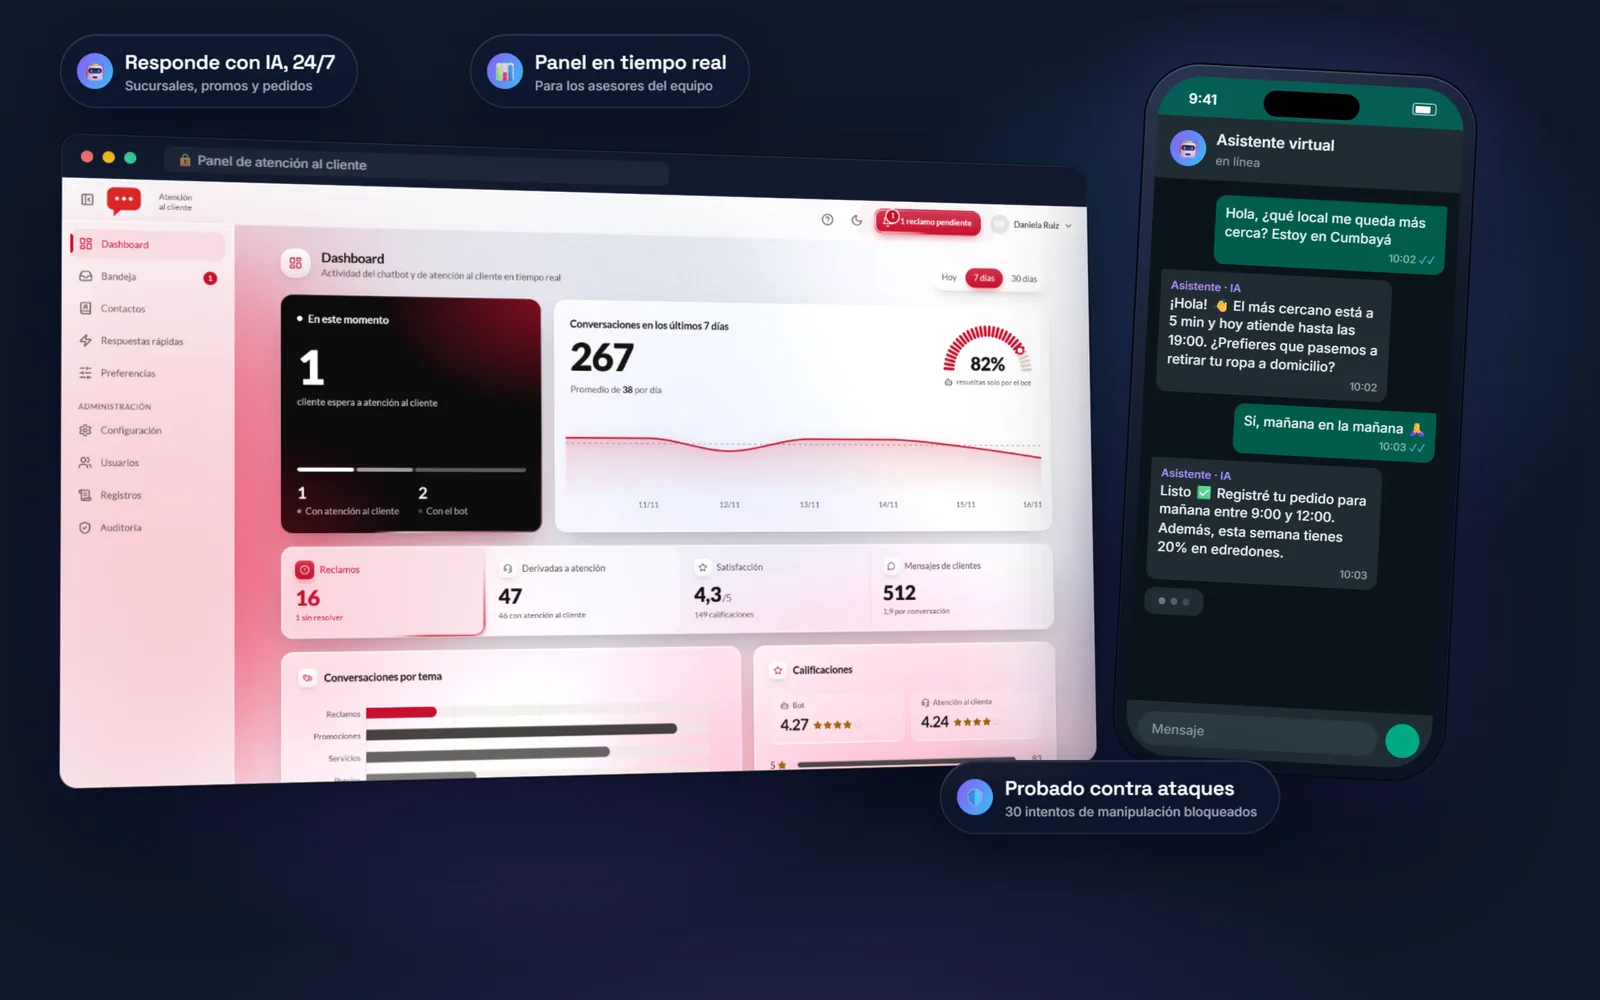 Responde con IA, 24/7
Sucursales, promos y pedidos
Panel en tiempo real
Para los asesores del equipo
Panel de atención al cliente
Atención
al cliente
1
1 reclamo pendiente
Daniela Ruiz
Dashboard
Bandeja
1
Contactos
Respuestas rápidas
Preferencias
ADMINISTRACIÓN
Configuración
Usuarios
Registros
Auditoría
Dashboard
Actividad del chatbot y de atención al cliente en tiempo real
Hoy
7 días
30 días
En este momento
1
cliente espera a atención al cliente
1
Con atención al cliente
2
Con el bot
Conversaciones en los últimos 7 días
267
Promedio de 38 por día
82%
resueltas solo por el bot
11/11
12/11
13/11
14/11
15/11
16/11
Reclamos
16
1 sin resolver
Derivadas a atención
47
46 con atención al cliente
Satisfacción
4,3/5
149 calificaciones
Mensajes de clientes
512
1,9 por conversación
Conversaciones por tema
Reclamos
Promociones
Servicios
Calificaciones
Bot
4.27
Atención al cliente
4.24
5
9:41
Asistente virtual
en línea
Hola, ¿qué local me queda más
cerca? Estoy en Cumbayá
10:02
Asistente · IA
¡Hola! 👋 El más cercano está a
5 min y hoy atiende hasta las
19:00. ¿Prefieres que pasemos a
retirar tu ropa a domicilio?
10:02
Sí, mañana en la mañana 🙏
10:03
Asistente · IA
Listo ✅ Registré tu pedido para
mañana entre 9:00 y 12:00.
Además, esta semana tienes
20% en edredones.
10:03
Mensaje
Probado contra ataques
30 intentos de manipulación bloqueados